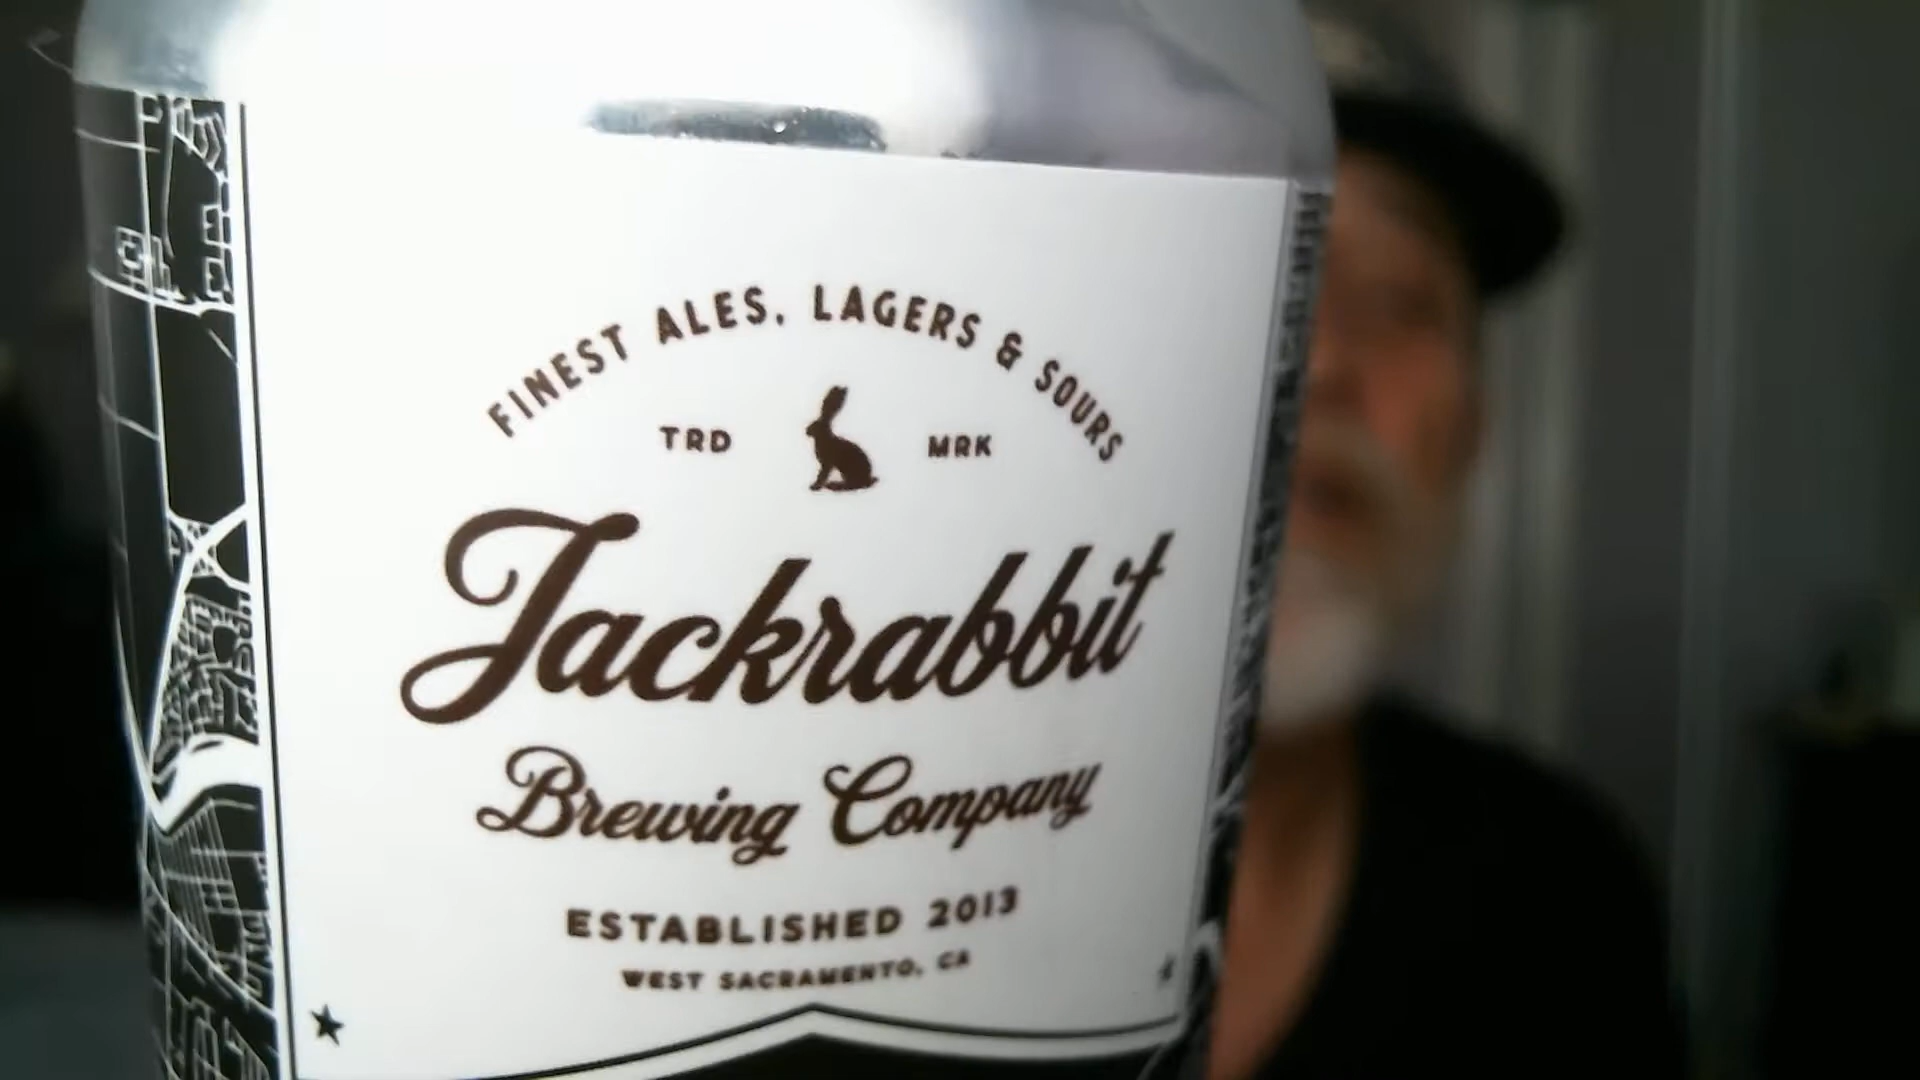 FINEST ALES, LAGERS & SOURS
TRD MRK
Jackrabbit
Brewing Company
ESTABLISHED 2013
WEST SACRAMENTO, CA